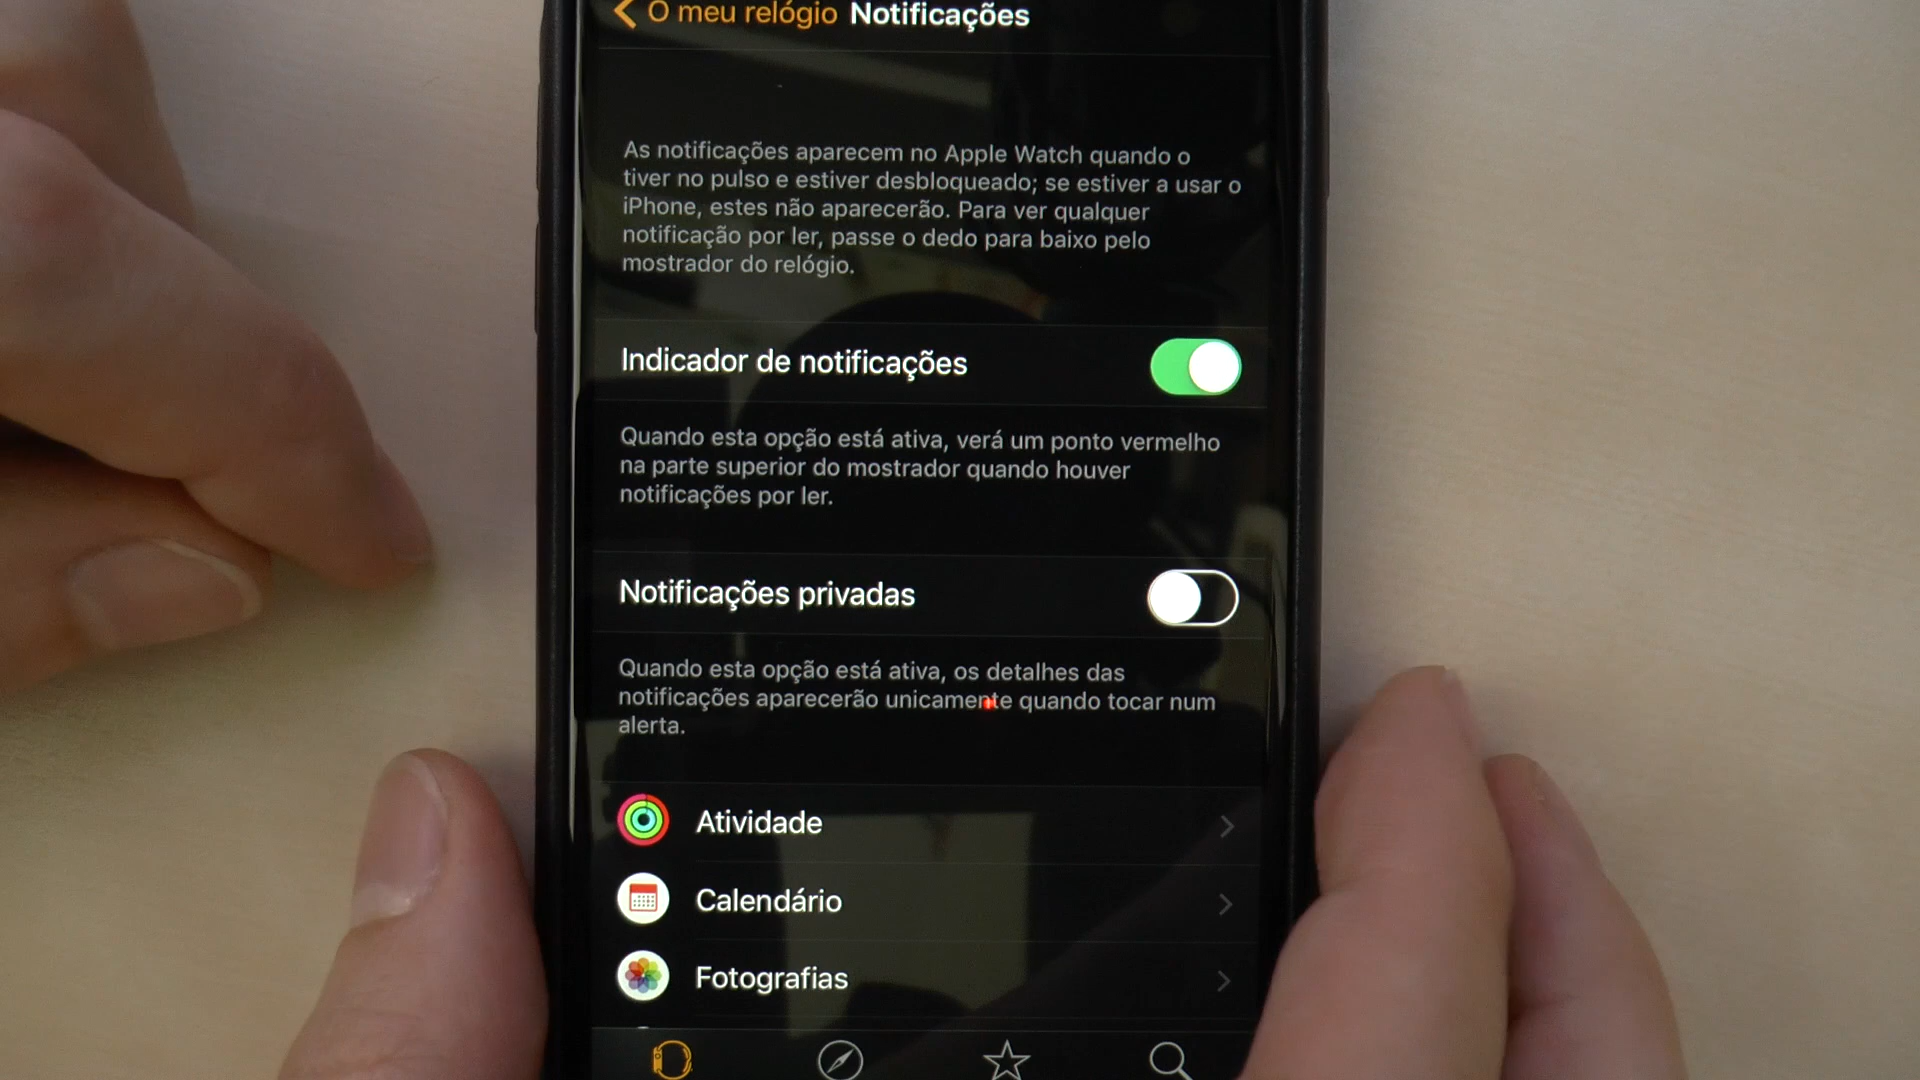 O meu relógio Notificações
As notificações aparecem no Apple Watch quando o
tiver no pulso e estiver desbloqueado; se estiver a usar o
iPhone, estes não aparecerão. Para ver qualquer
notificação por ler, passe o dedo para baixo pelo
mostrador do relógio.
Indicador de notificações
Quando esta opção está ativa, verá um ponto vermelho
na parte superior do mostrador quando houver
notificações por ler.
Notificações privadas
Quando esta opção está ativa, os detalhes das
notificações aparecerão unicamente quando tocar num
alerta.
Atividade
Calendário
Fotografias